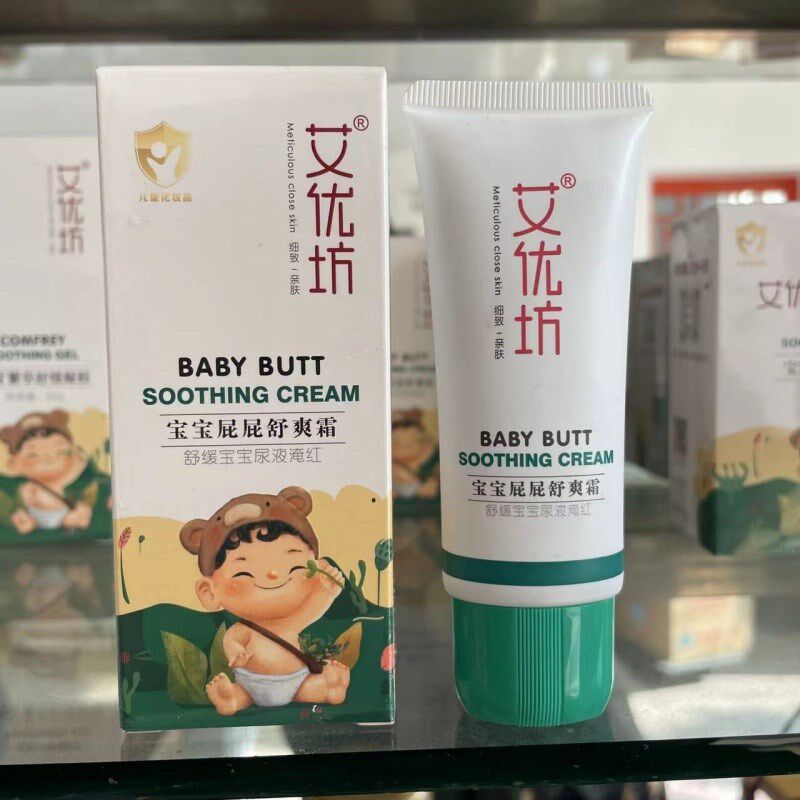 艾优坊®
Meticulous close skin 细致 | 亲肤
儿童化妆品
BABY BUTT
SOOTHING CREAM
宝宝屁屁舒爽霜
舒缓宝宝尿液淹红
艾优坊®
Meticulous close skin 细致 | 亲肤
BABY BUTT
SOOTHING CREAM
宝宝屁屁舒爽霜
舒缓宝宝尿液淹红
优坊®
COMFREY
OOTHING GEL
艾
SO